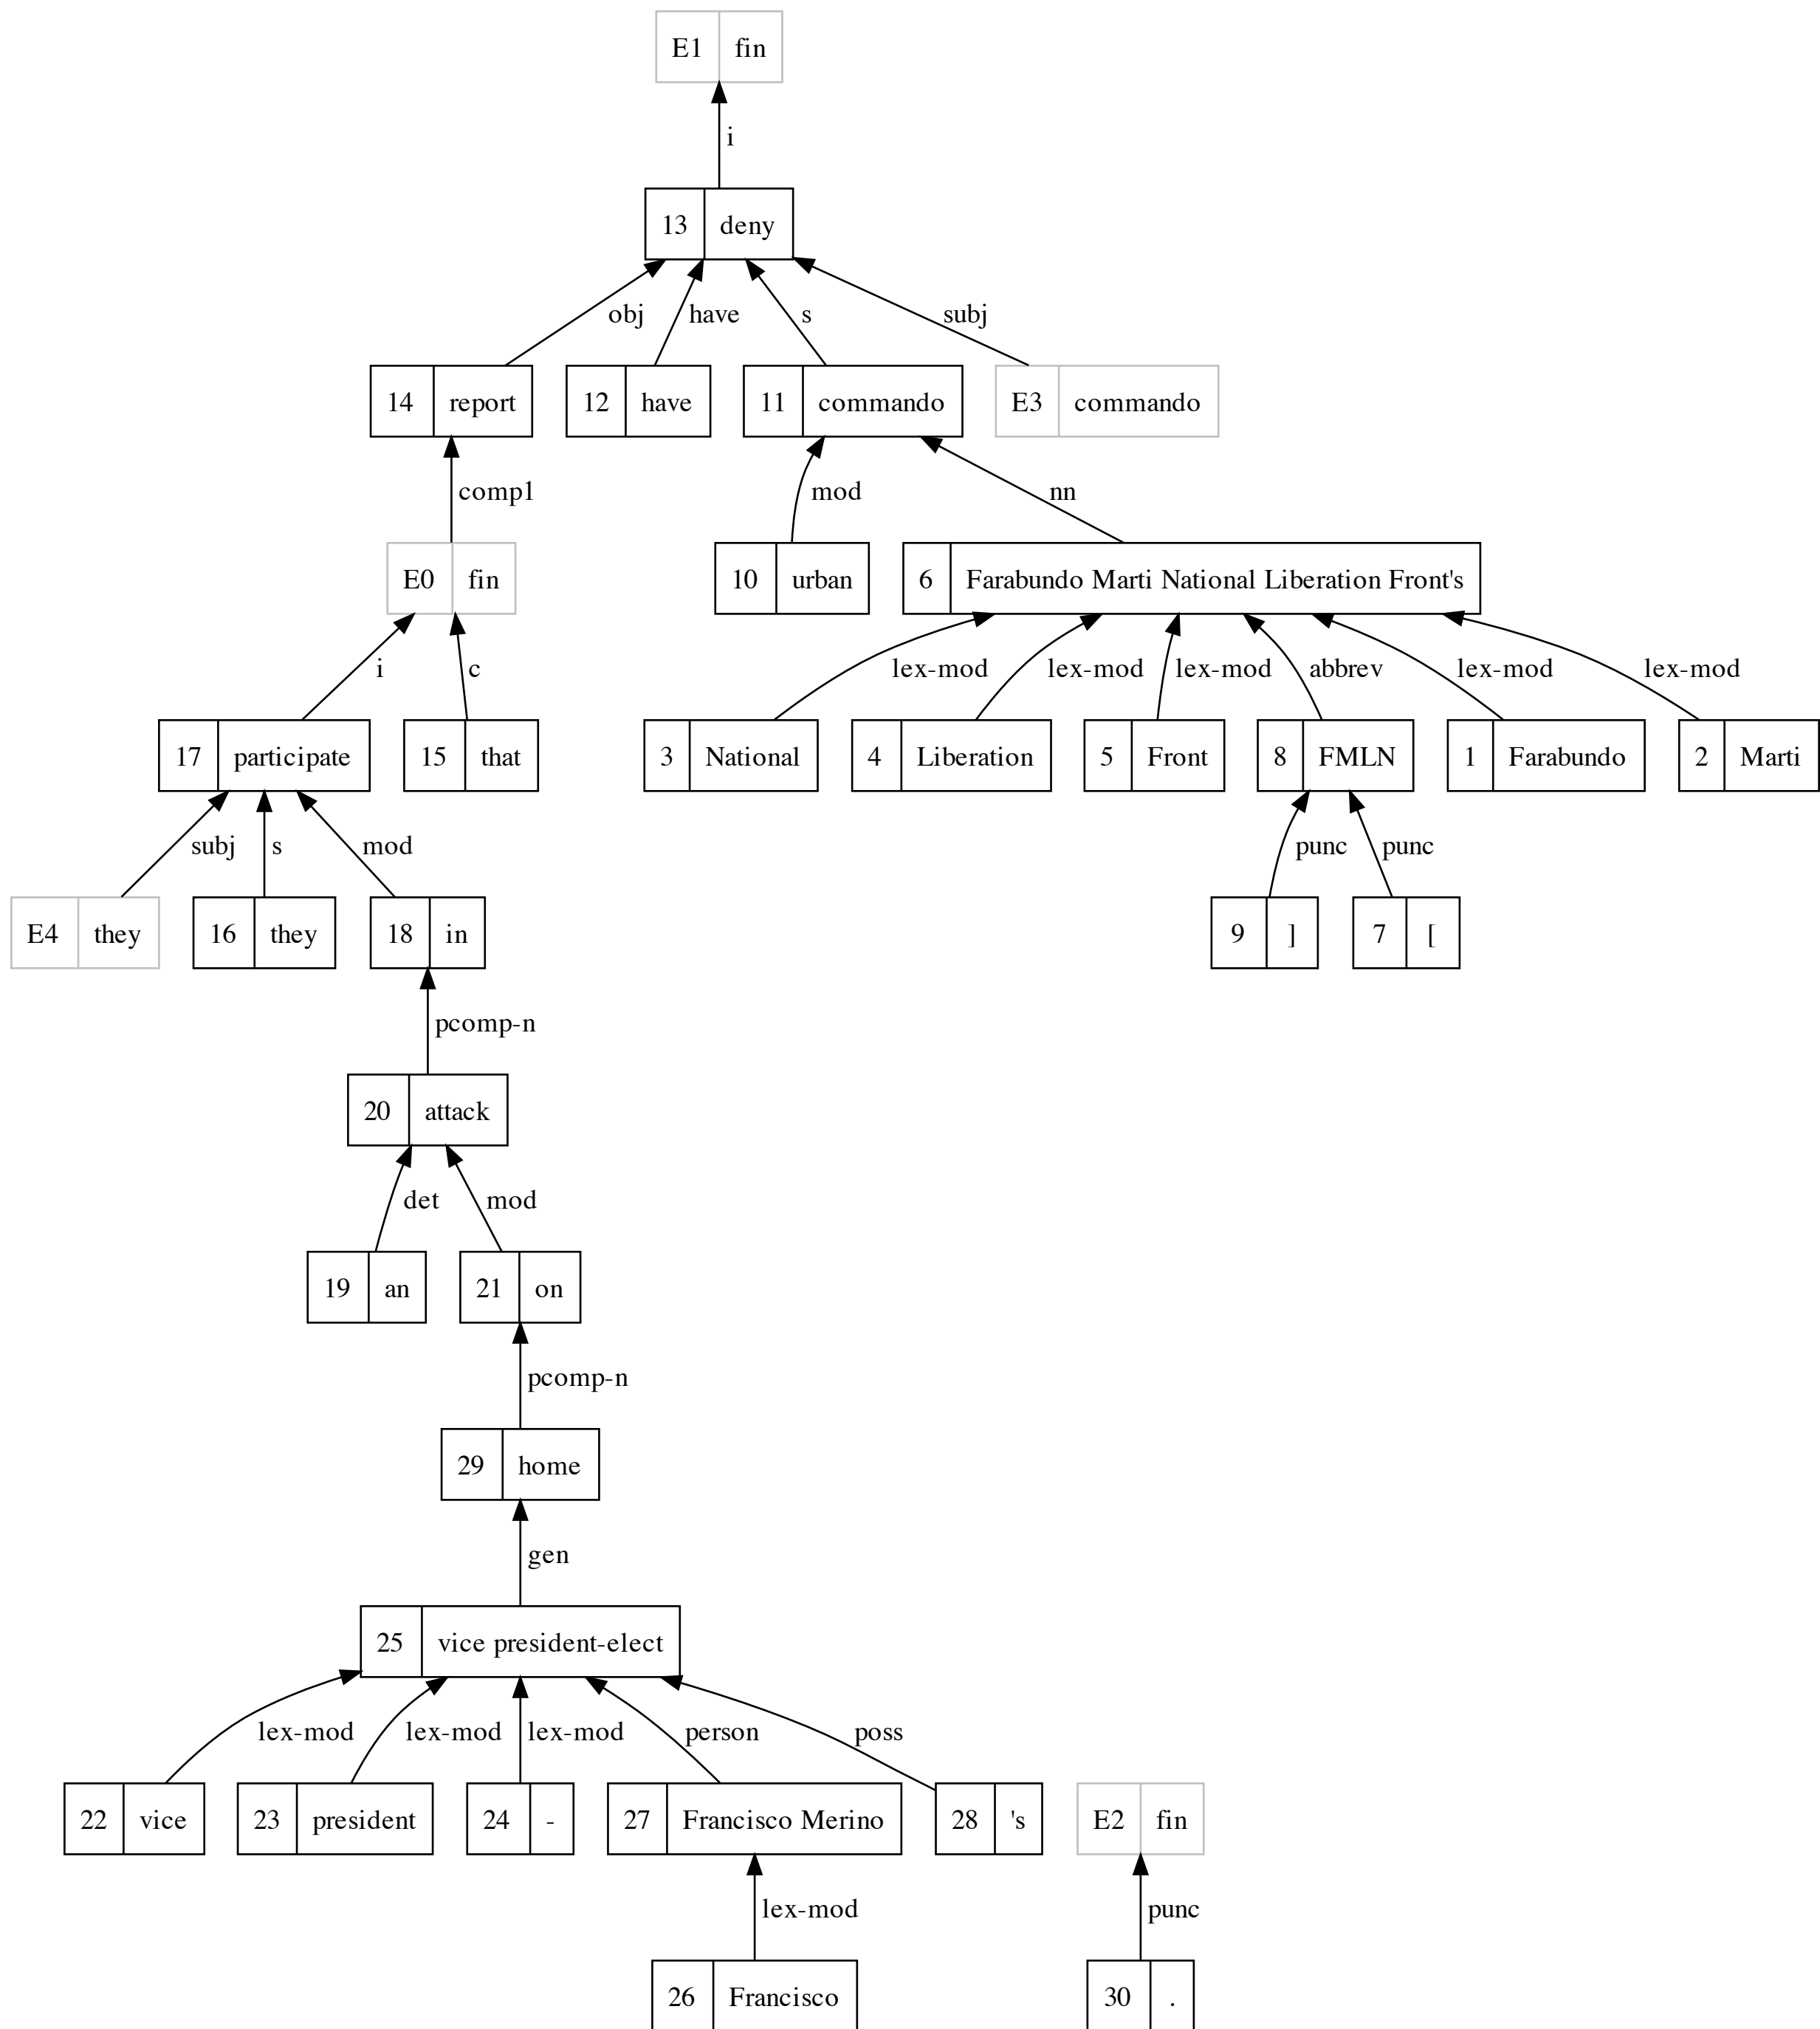 E1 fin
i
13 deny
obj have s subj
14 report 12 have 11 commando E3 commando
comp1 mod nn
E0 fin 10 urban 6 Farabundo Marti National Liberation Front's
i c lex-mod lex-mod lex-mod abbrev lex-mod lex-mod
17 participate 15 that 3 National 4 Liberation 5 Front 8 FMLN 1 Farabundo 2 Marti
subj s mod punc punc
E4 they 16 they 18 in 9 ] 7 [
pcomp-n
20 attack
det mod
19 an 21 on
pcomp-n
29 home
gen
25 vice president-elect
lex-mod lex-mod lex-mod person poss
22 vice 23 president 24 - 27 Francisco Merino 28 's E2 fin
lex-mod punc
26 Francisco 30 .